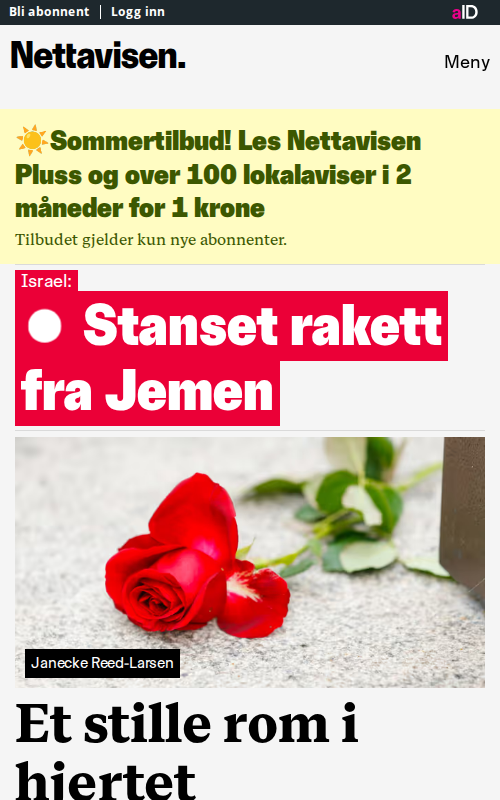 Bli abonnent
Logg inn
aID
Nettavisen.
Meny
☀️Sommertilbud! Les Nettavisen
Pluss og over 100 lokalaviser i 2
måneder for 1 krone
Tilbudet gjelder kun nye abonnenter.
Israel:
Stanset rakett
fra Jemen
Janecke Reed-Larsen
Et stille rom i
hjertet